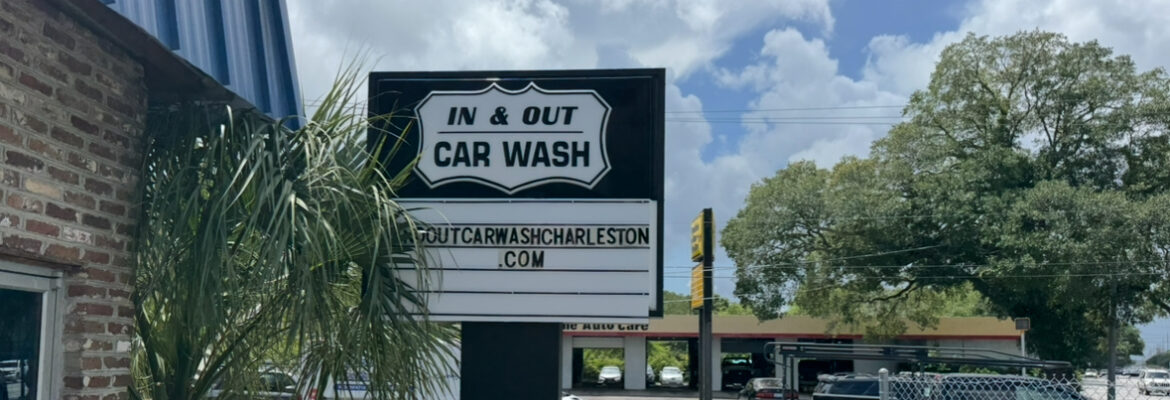 IN & OUT
CAR WASH
OUTCARWASHCHARLESTON
.COM
Auto Care